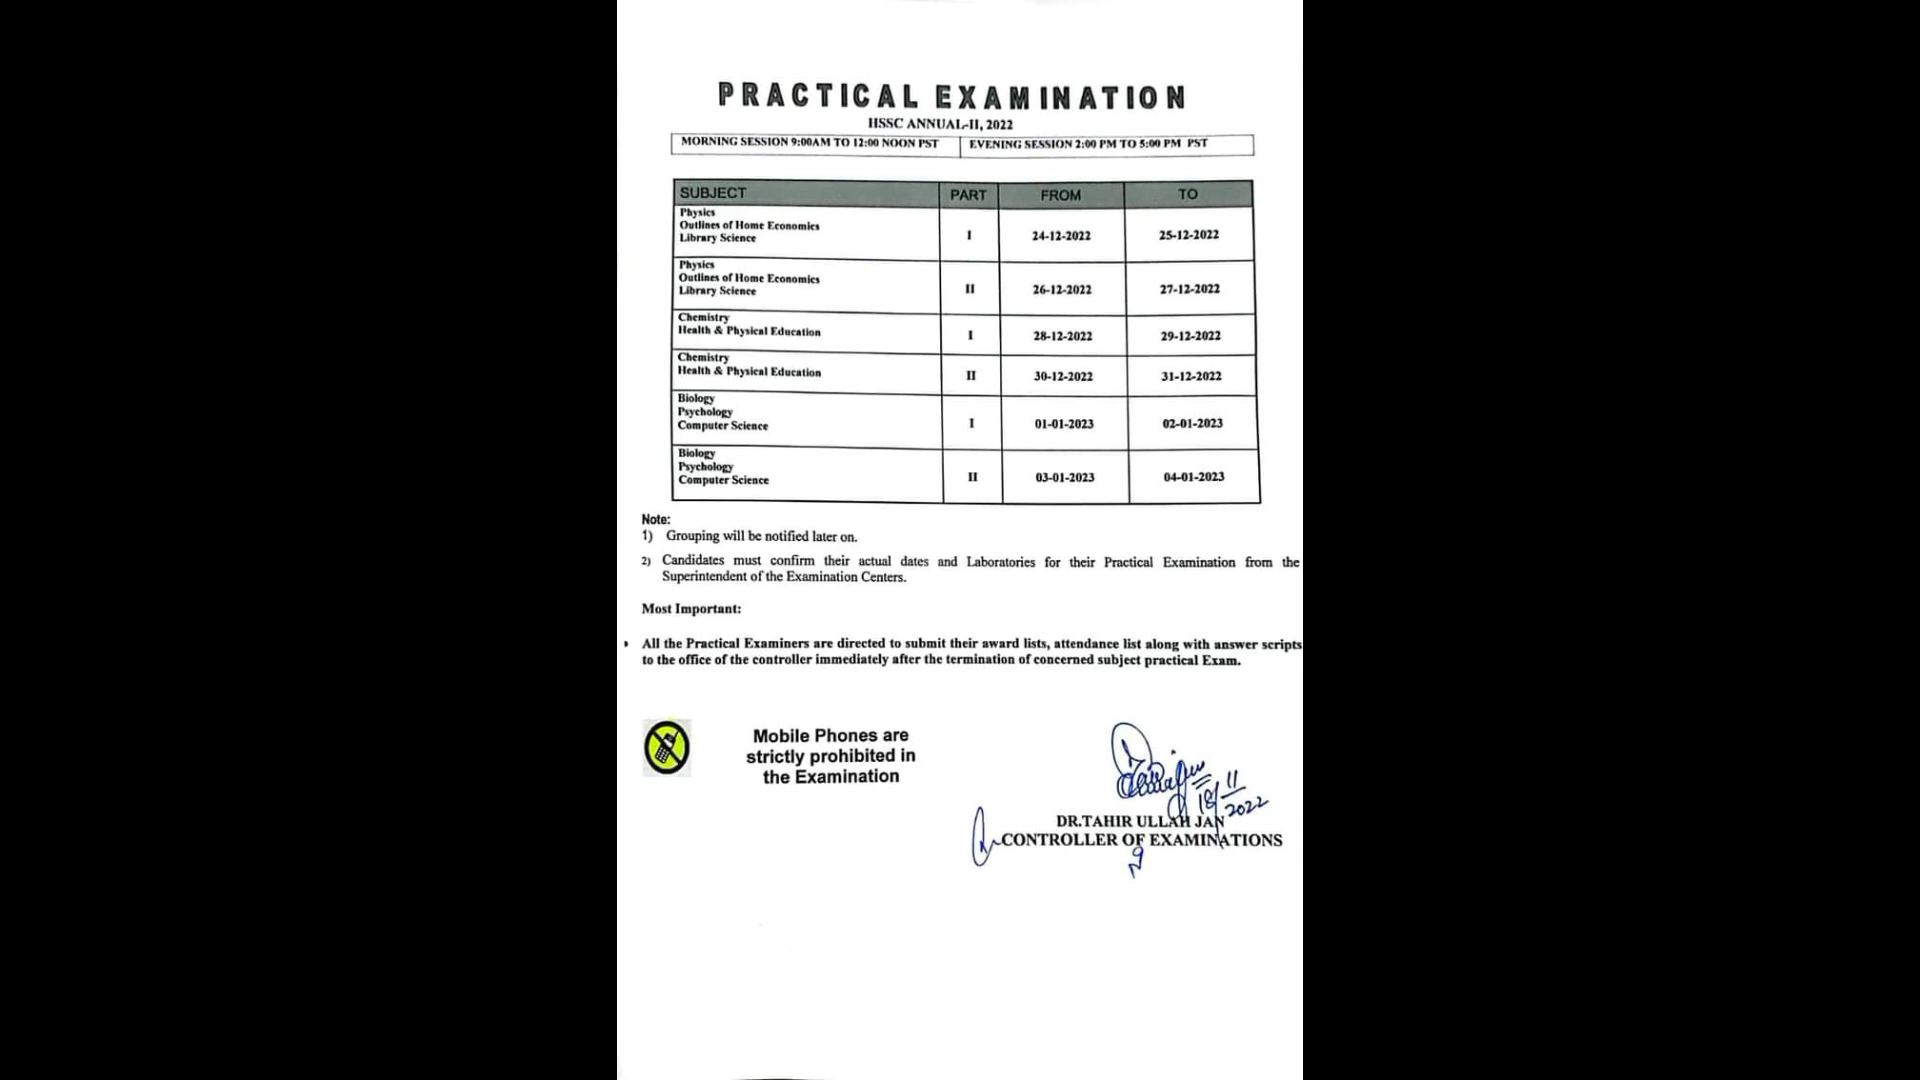 PRACTICAL EXAMINATION
HSSC ANNUAL-II, 2022
MORNING SESSION 9:00AM TO 12:00 NOON PST EVENING SESSION 2:00 PM TO 5:00 PM PST
SUBJECT PART FROM TO
Physics
Outlines of Home Economics
Library Science
I 24-12-2022 25-12-2022
Physics
Outlines of Home Economics
Library Science
II 26-12-2022 27-12-2022
Chemistry
Health & Physical Education
I 28-12-2022 29-12-2022
Chemistry
Health & Physical Education
II 30-12-2022 31-12-2022
Biology
Psychology
Computer Science
I 01-01-2023 02-01-2023
Biology
Psychology
Computer Science
II 03-01-2023 04-01-2023
Note:
1) Grouping will be notified later on.
2) Candidates must confirm their actual dates and Laboratories for their Practical Examination from the
Superintendent of the Examination Centers.
Most Important:
All the Practical Examiners are directed to submit their award lists, attendance list along with answer scripts
to the office of the controller immediately after the termination of concerned subject practical Exam.
Mobile Phones are
strictly prohibited in
the Examination
18/11
2022
DR.TAHIR ULLAH JAN
CONTROLLER OF EXAMINATIONS